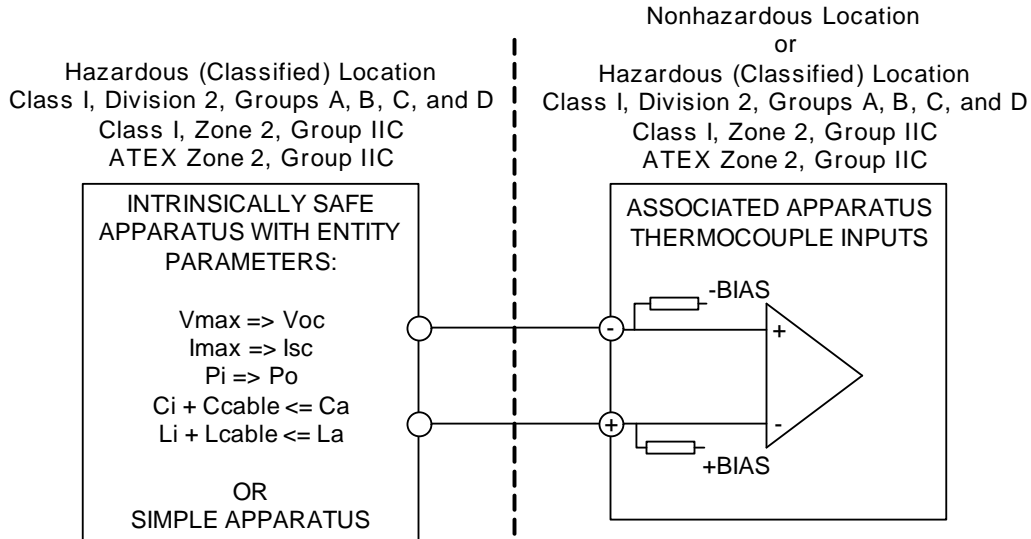 Hazardous (Classified) Location
Class I, Division 2, Groups A, B, C, and D
Class I, Zone 2, Group IIC
ATEX Zone 2, Group IIC
INTRINSICALLY SAFE
APPARATUS WITH ENTITY
PARAMETERS:
Vmax => Voc
Imax => Isc
Pi => Po
Ci + Ccable <= Ca
Li + Lcable <= La
OR
SIMPLE APPARATUS
Nonhazardous Location
or
Hazardous (Classified) Location
Class I, Division 2, Groups A, B, C, and D
Class I, Zone 2, Group IIC
ATEX Zone 2, Group IIC
ASSOCIATED APPARATUS
THERMOCOUPLE INPUTS
-BIAS
- +
+ -
+BIAS